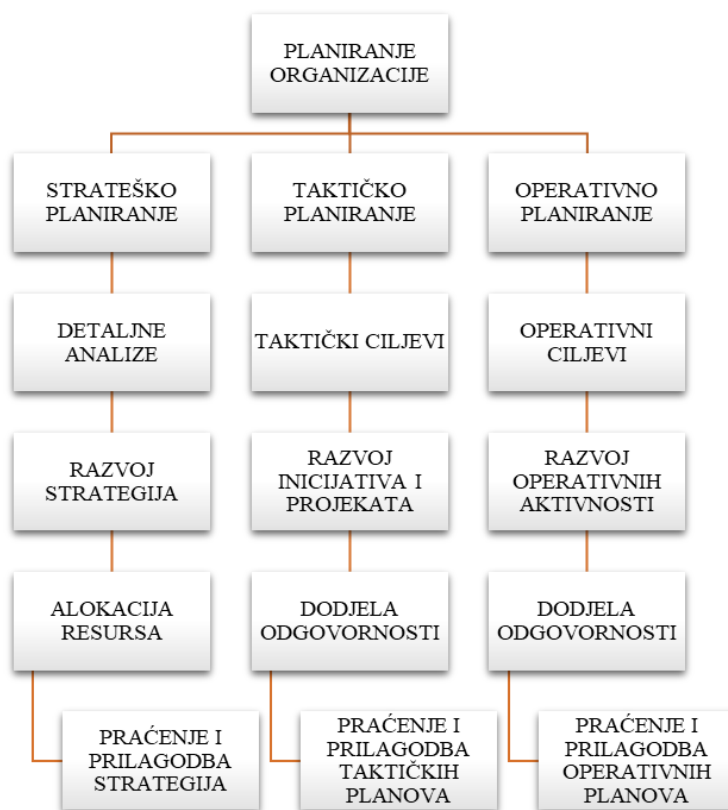 PLANIRANJE
ORGANIZACIJE
STRATEŠKO
PLANIRANJE
TAKTIČKO
PLANIRANJE
OPERATIVNO
PLANIRANJE
DETALJNE
ANALIZE
TAKTIČKI CILJEVI
OPERATIVNI
CILJEVI
RAZVOJ
STRATEGIJA
RAZVOJ
INICIJATIVA I
PROJEKATA
RAZVOJ
OPERATIVNIH
AKTIVNOSTI
ALOKACIJA
RESURSA
DODJELA
ODGOVORNOSTI
DODJELA
ODGOVORNOSTI
PRAĆENJE I
PRILAGODBA
STRATEGIJA
PRAĆENJE I
PRILAGODBA
TAKTIČKIH
PLANOVA
PRAĆENJE I
PRILAGODBA
OPERATIVNIH
PLANOVA